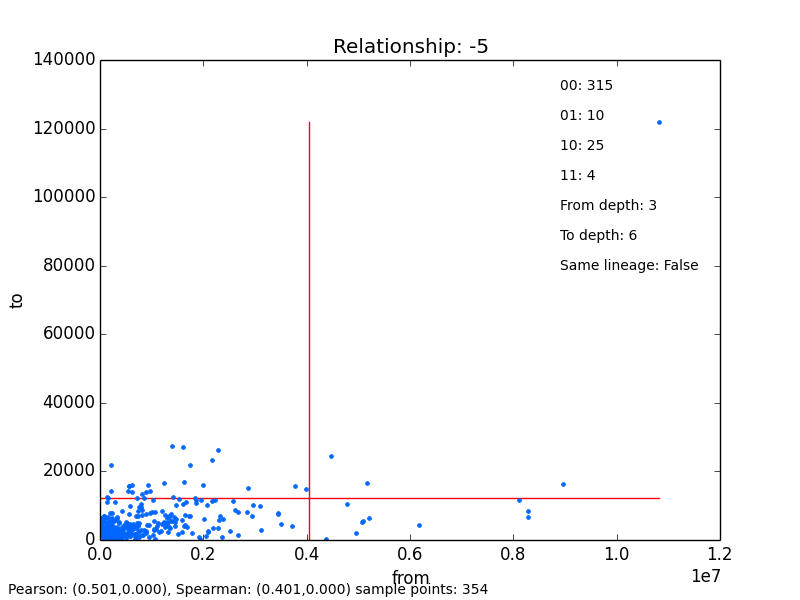 Relationship: -5
140000
120000
100000
80000
60000
40000
20000
0
to
00: 315
01: 10
10: 25
11: 4
From depth: 3
To depth: 6
Same lineage: False
0.0 0.2 0.4 0.6 0.8 1.0 1.2
1e7
from
Pearson: (0.501,0.000), Spearman: (0.401,0.000) sample points: 354